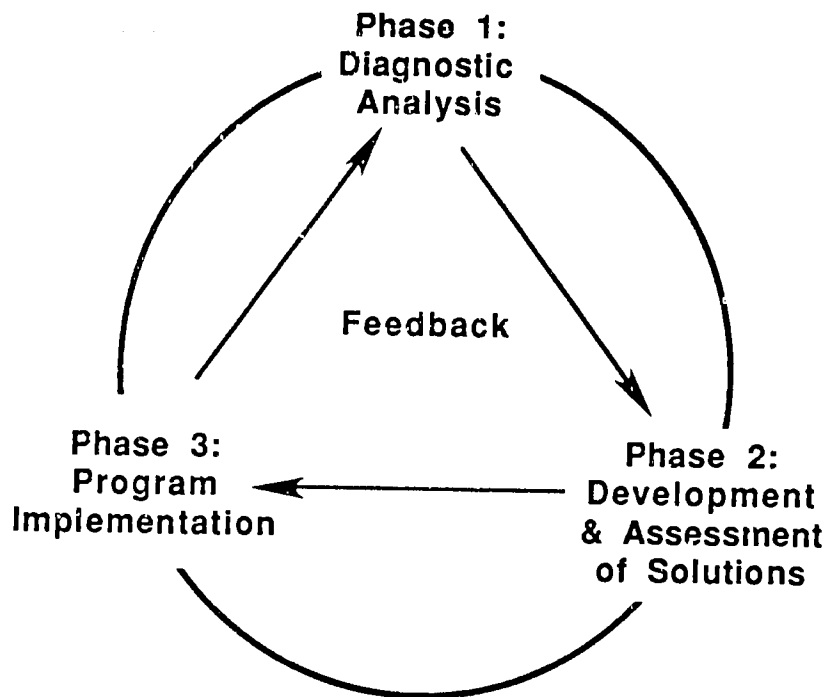 Phase 1:
Diagnostic
Analysis
Feedback
Phase 3:
Program
Implementation
Phase 2:
Development
& Assessment
of Solutions